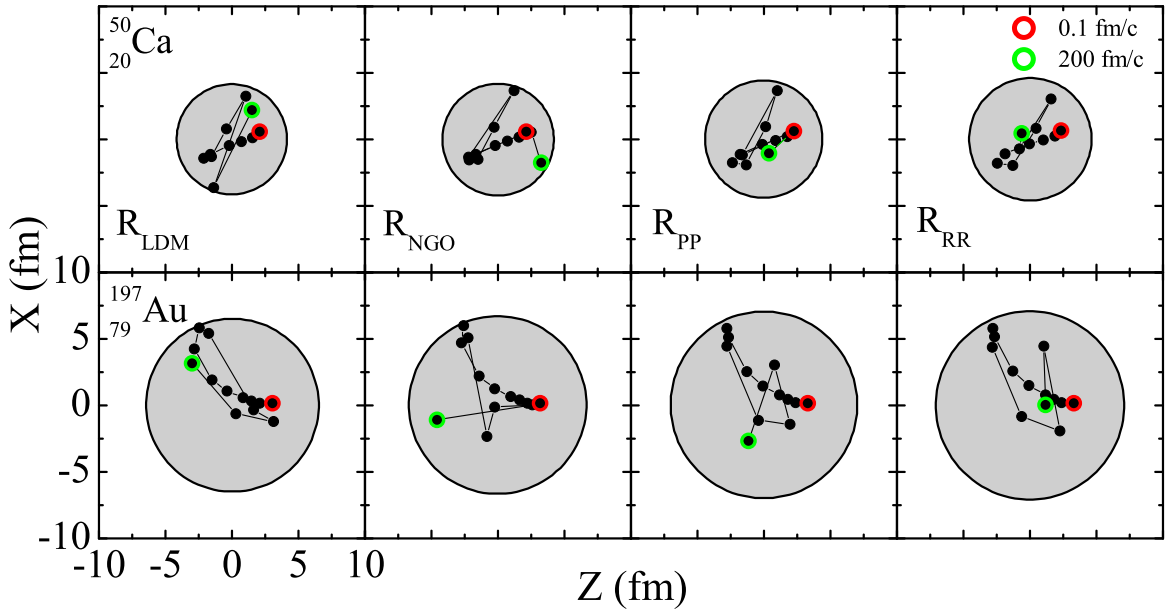 50
20Ca
0.1 fm/c
200 fm/c
RLDM
RNGO
RPP
RRR
X (fm)
10
197
79Au
5
0
-5
-10
-10 -5 0 5 10
Z (fm)